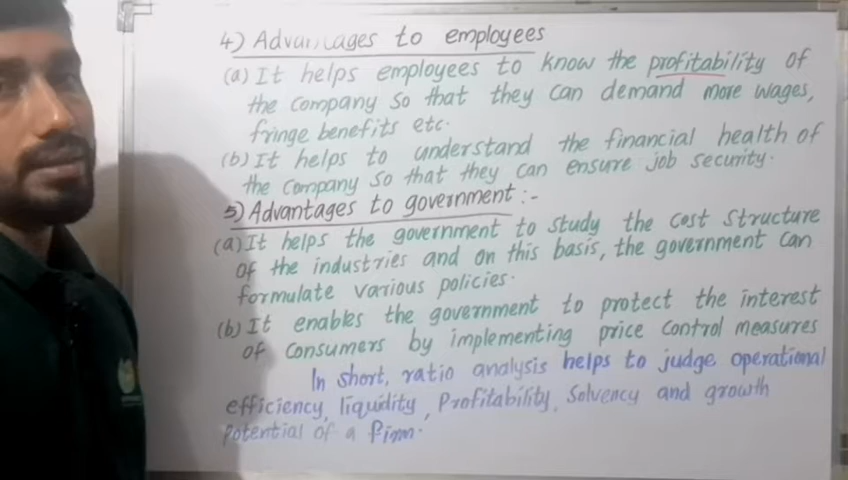 4) Advantages to employees
(a) It helps employees to know the profitability of
the company so that they can demand more wages,
fringe benefits etc.
(b) It helps to understand the financial health of
the company so that they can ensure job security.
5) Advantages to government :-
(a) It helps the government to study the cost structure
of the industries and on this basis, the government can
formulate various policies.
(b) It enables the government to protect the interest
of consumers by implementing price control measures
In short, ratio analysis helps to judge operational
efficiency, liquidity, Profitability, Solvency and growth
potential of a firm.